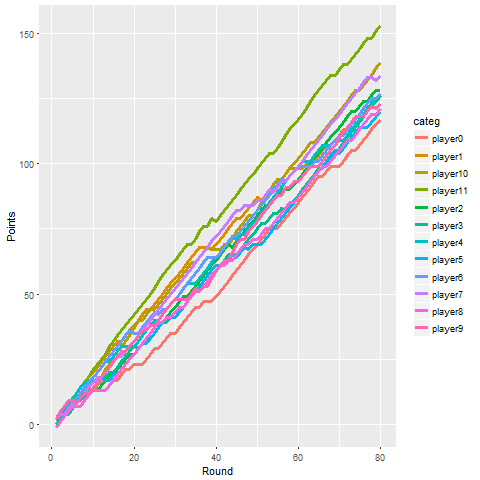 150
100
50
0
Points
0
20
40
60
80
Round
categ
player0
player1
player10
player11
player2
player3
player4
player5
player6
player7
player8
player9